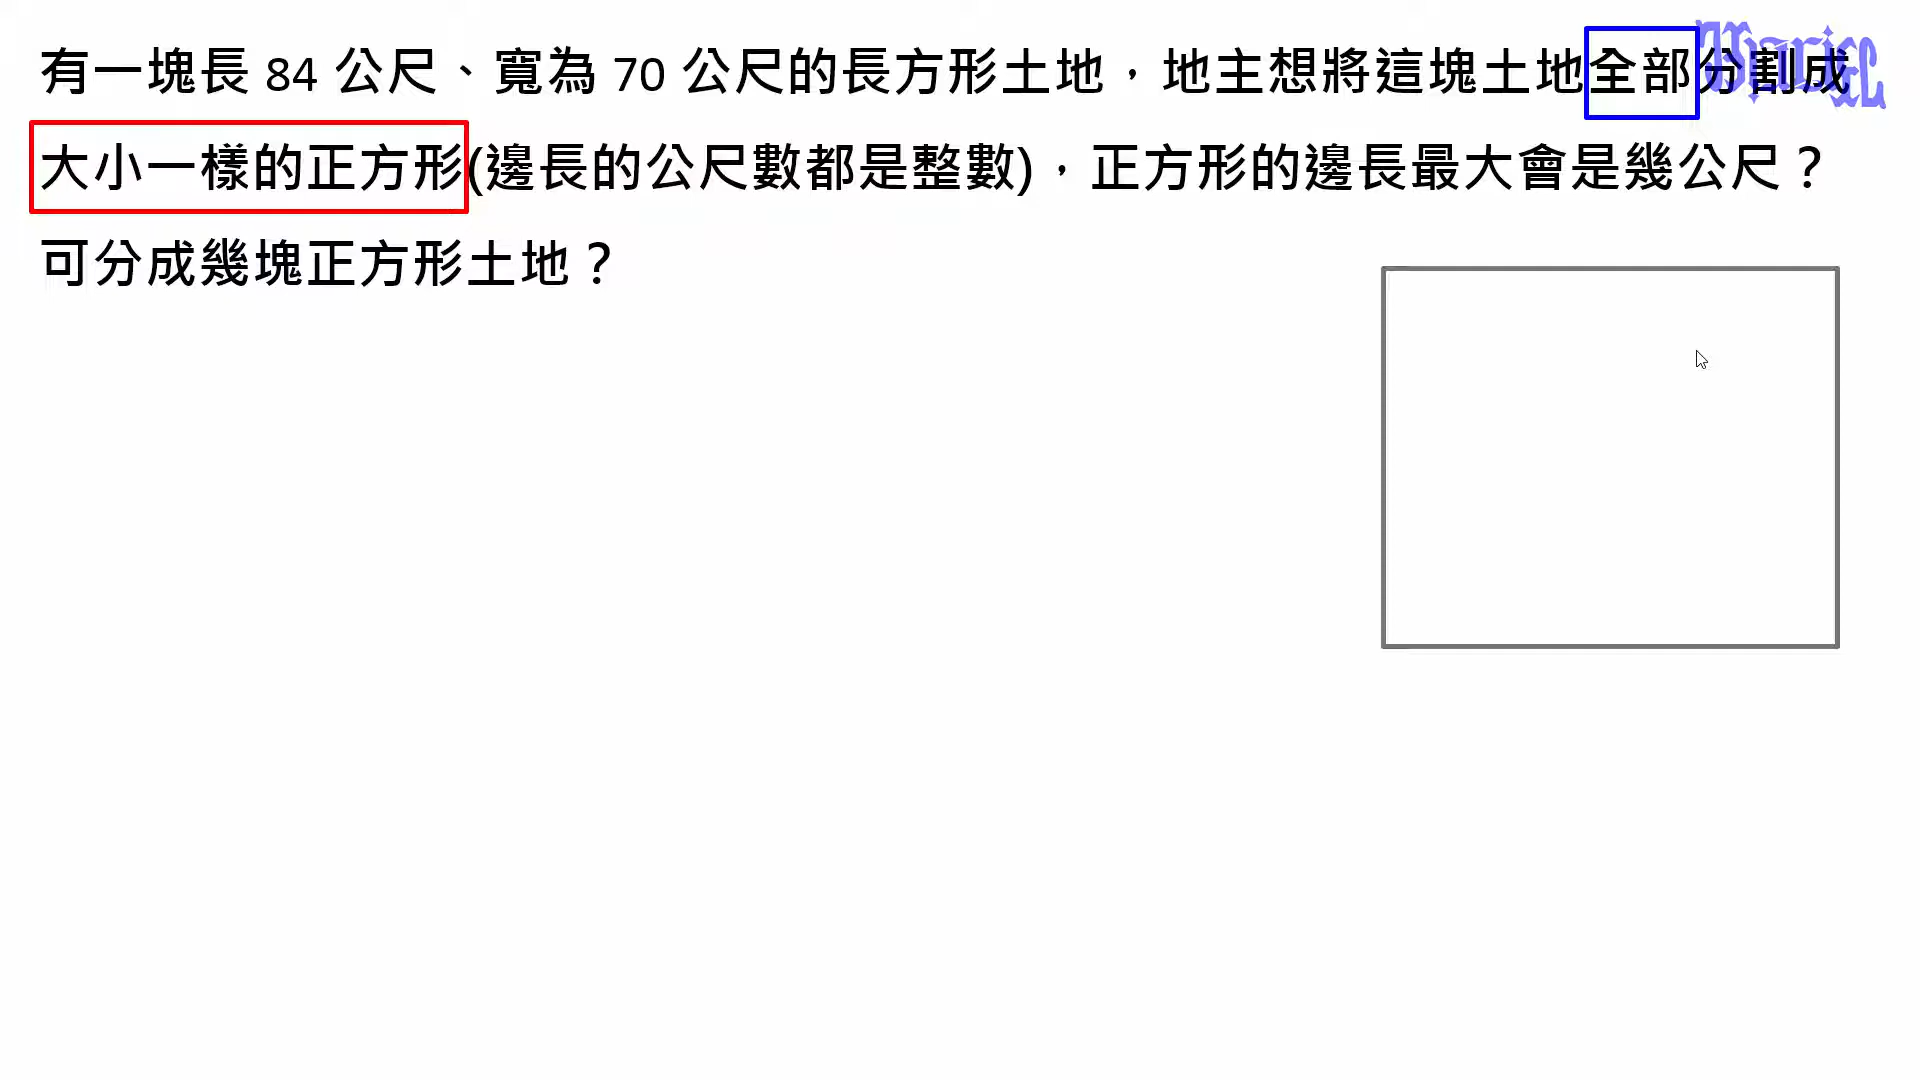 有一塊長 84 公尺、寬為 70 公尺的長方形土地，地主想將這塊土地全部分割成
大小一樣的正方形(邊長的公尺數都是整數)，正方形的邊長最大會是幾公尺？
可分成幾塊正方形土地？